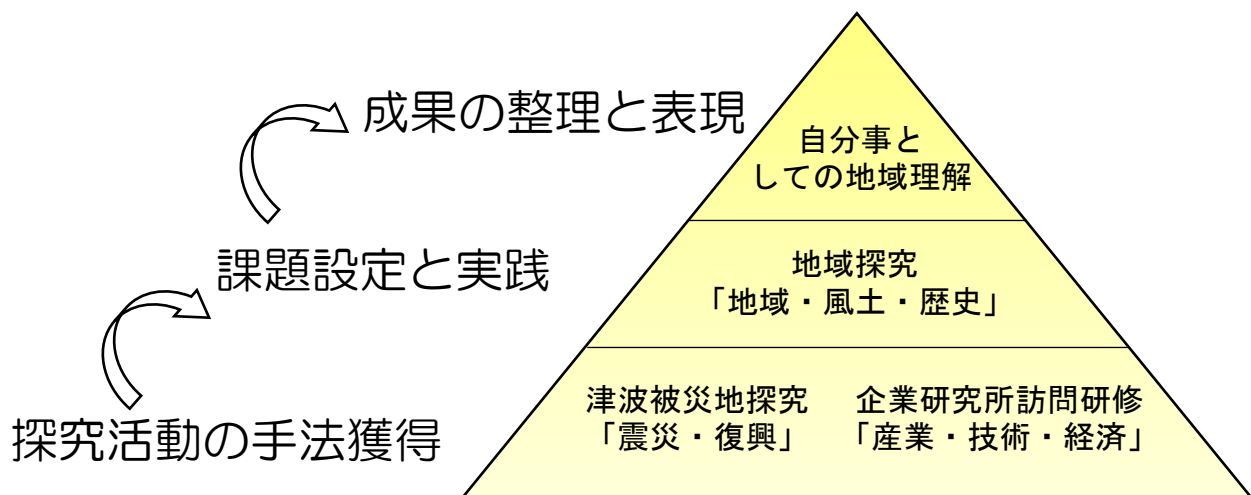 成果の整理と表現
自分事と
しての地域理解
課題設定と実践
地域探究
「地域・風土・歴史」
探究活動の手法獲得
津波被災地探究
「震災・復興」
企業研究所訪問研修
「産業・技術・経済」